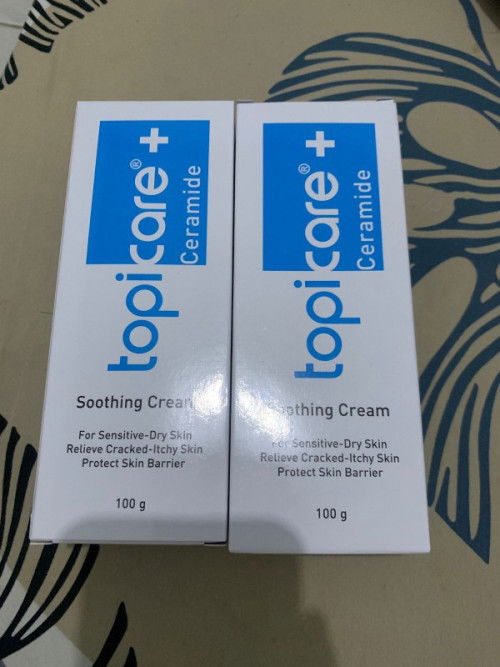 topicare® +
Ceramide
Soothing Cream
For Sensitive-Dry Skin
Relieve Cracked-Itchy Skin
Protect Skin Barrier
100 g
topicare® +
Ceramide
Soothing Cream
For Sensitive-Dry Skin
Relieve Cracked-Itchy Skin
Protect Skin Barrier
100 g